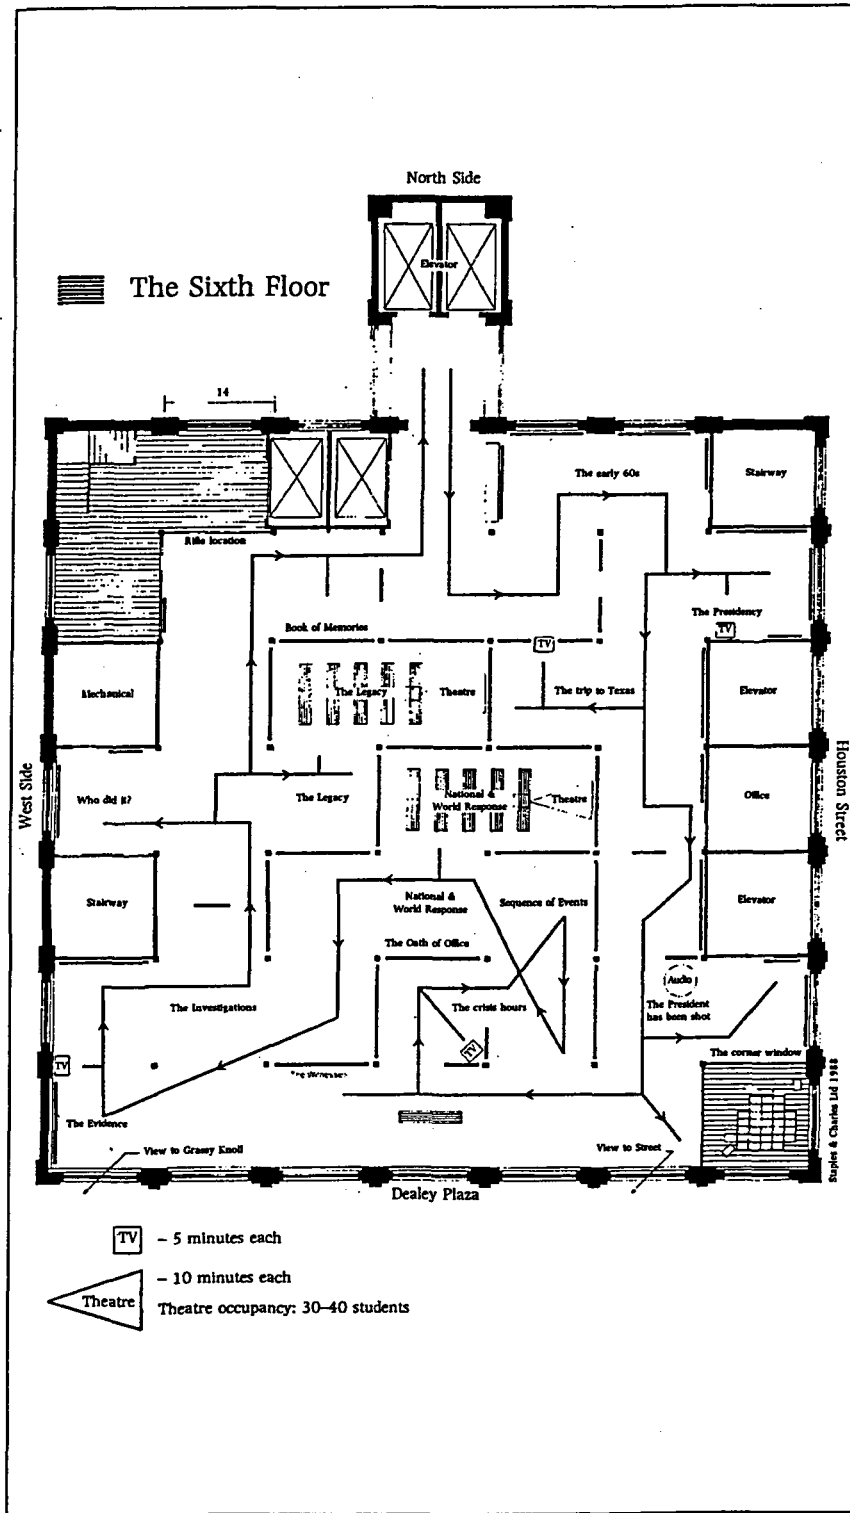 North Side
Elevator
The Sixth Floor
14
The early 60s
Stairway
Rifle location
The Presidency
TV
Book of Memories
TV
Mechanical
The Legacy
Theatre
The trip to Texas
Elevator
West Side
Houston Street
Who did it?
The Legacy
National &
World Response
Theatre
Office
Stairway
National &
World Response
Sequence of Events
Elevator
The Oath of Office
Audio
The Investigations
The crisis hours
The President
has been shot
TV
TV
The corner window
The Witnesses
The Evidence
View to Grassy Knoll
View to Street
Staples & Charles Ltd 1988
Dealey Plaza
TV
– 5 minutes each
Theatre
– 10 minutes each
Theatre occupancy: 30–40 students